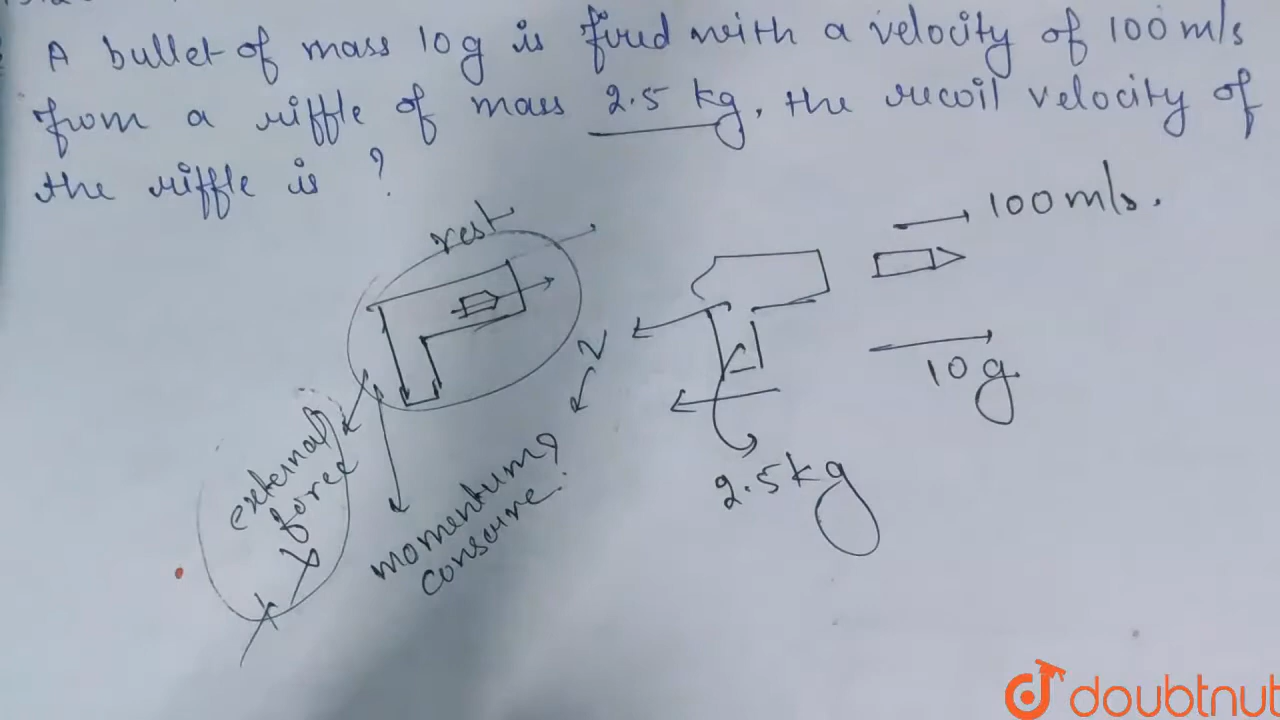 A bullet of mass 10g is fired with a velocity of 100 m/s
from a riffle of mass 2.5 kg, the recoil velocity of
the riffle is ?
rest
100 m/s.
10g
2.5kg
external
force
momentum
conserve.
doubtnut